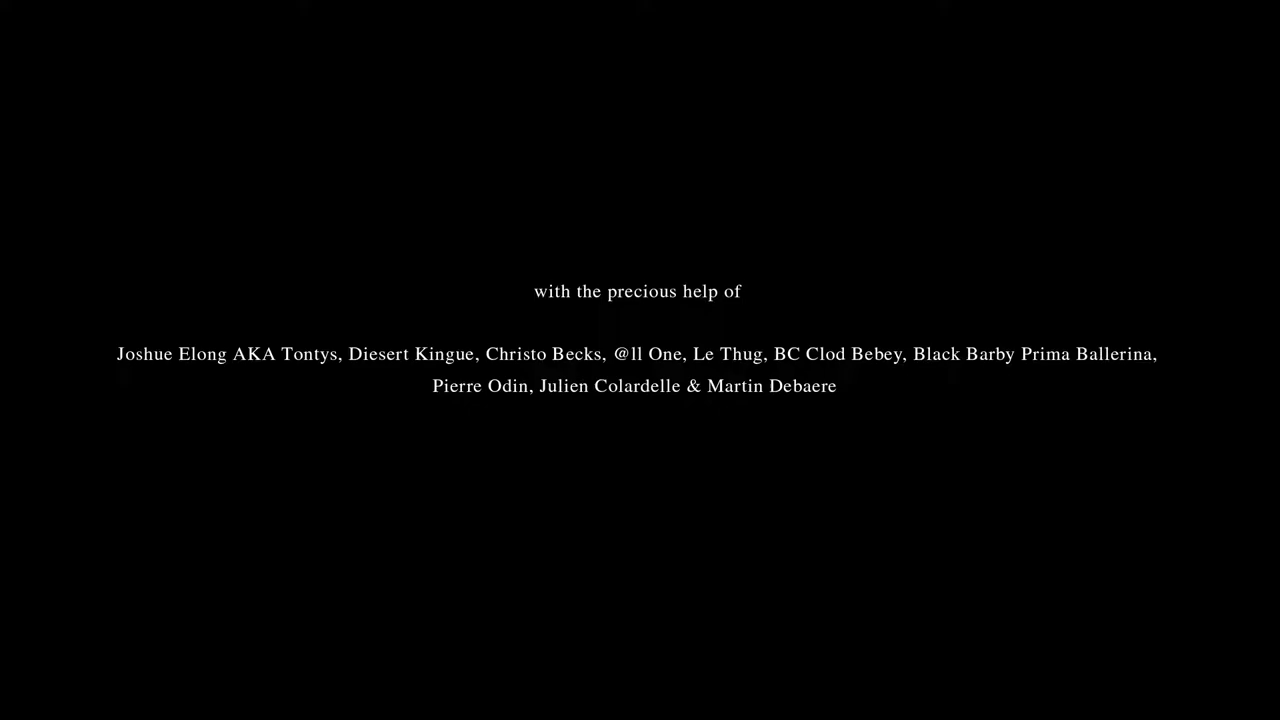 with the precious help of
Joshue Elong AKA Tontys, Diesert Kingue, Christo Becks, @ll One, Le Thug, BC Clod Bebey, Black Barby Prima Ballerina,
Pierre Odin, Julien Colardelle & Martin Debaere